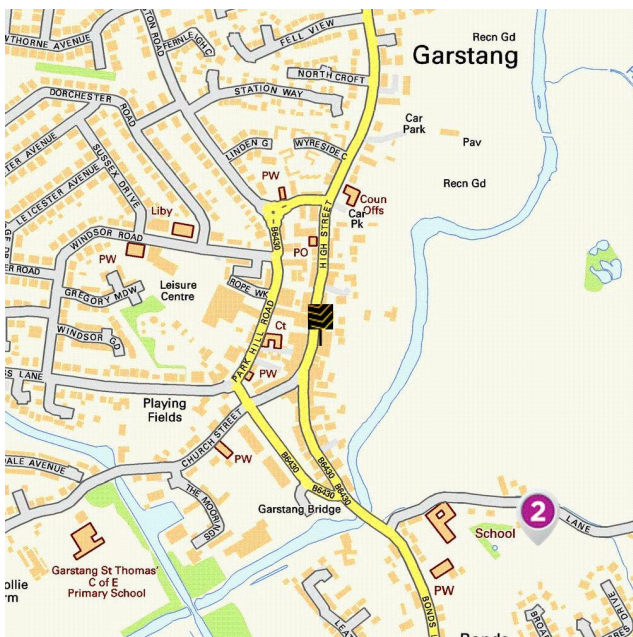 Recn Gd
Garstang
FERNLEIGH C
FELL VIEW
NORTH CROFT
STATION WAY
DORCHESTER ROAD
Car
Park
Pav
LINDEN G
WYRESIDE C
Recn Gd
SUSSEX DRIVE
LEICESTER AVENUE
PW
Coun
Offs
Car
Pk
Liby
WINDSOR ROAD
B6430
HIGH STREET
PO
PW
Leisure
Centre
ROPE WK
GREGORY MDW
WINDSOR GD
Ct
PARK HILL ROAD
PW
Playing
Fields
CHURCH STREET
PW
B6430
B6430
B6430
THE MOORINGS
Garstang Bridge
2
LANE
School
Garstang St Thomas'
C of E
Primary School
PW
BONDS